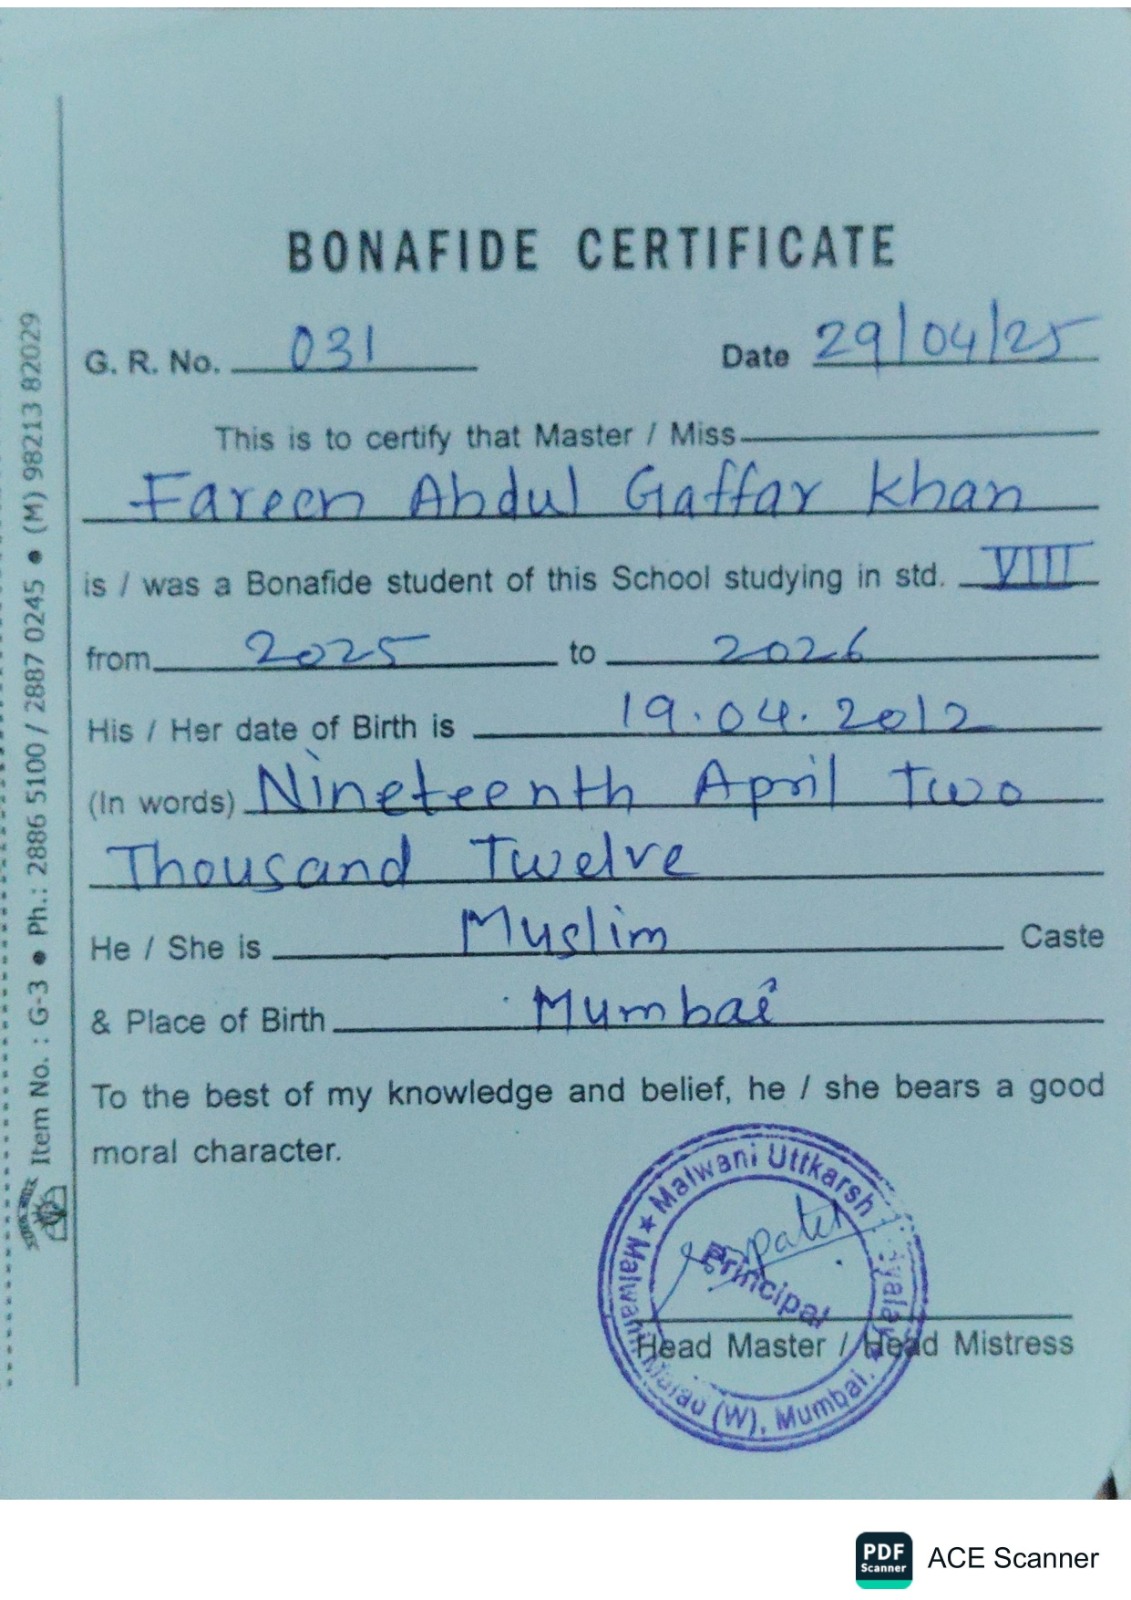 BONAFIDE CERTIFICATE
G. R. No. 031 Date 29/04/25
This is to certify that Master / Miss
Fareen Abdul Gaffar Khan
is / was a Bonafide student of this School studying in std. VIII
from 2025 to 2026
His / Her date of Birth is 19.04.2012
(In words) Nineteenth April Two
Thousand Twelve
He / She is Muslim Caste
& Place of Birth Mumbai
To the best of my knowledge and belief, he / she bears a good
moral character.
★ Malwani Uttkarsh
Principal
Malwani, Malad (W), Mumbai.
Head Master / Head Mistress
Item No. : G-3 ● Ph.: 2886 5100 / 2887 0245 ● (M) 98213 82029
PDF
Scanner
ACE Scanner